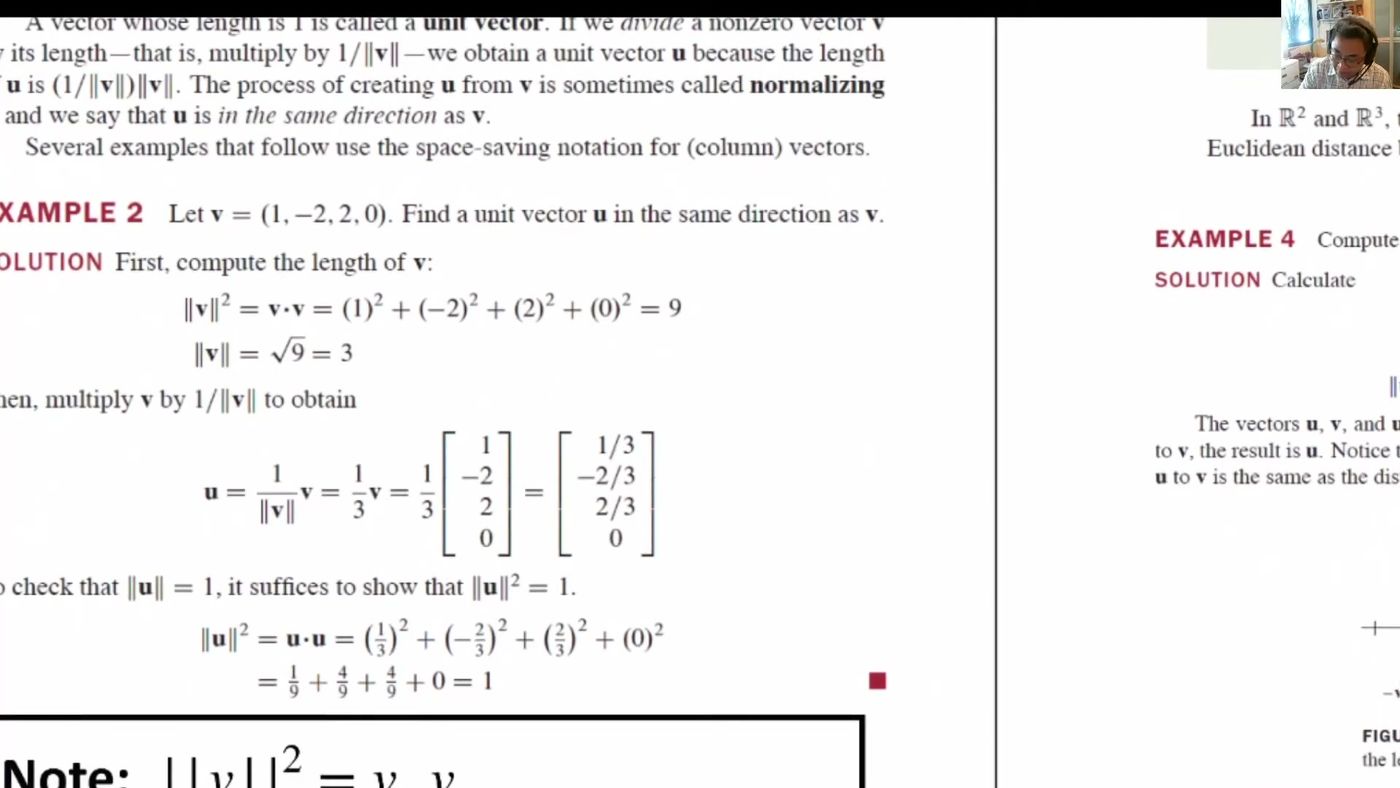 A vector whose length is 1 is called a unit vector. If we divide a nonzero vector v
its length—that is, multiply by 1/‖v‖—we obtain a unit vector u because the length
u is (1/‖v‖)‖v‖. The process of creating u from v is sometimes called normalizing
and we say that u is in the same direction as v.
Several examples that follow use the space-saving notation for (column) vectors.
XAMPLE 2 Let v = (1, −2, 2, 0). Find a unit vector u in the same direction as v.
OLUTION First, compute the length of v:
‖v‖² = v·v = (1)² + (−2)² + (2)² + (0)² = 9
‖v‖ = √9 = 3
hen, multiply v by 1/‖v‖ to obtain
u = 1/‖v‖ v = 1/3 v = 1/3 [1 −2 2 0] = [1/3 −2/3 2/3 0]
o check that ‖u‖ = 1, it suffices to show that ‖u‖² = 1.
‖u‖² = u·u = (1/3)² + (−2/3)² + (2/3)² + (0)²
= 1/9 + 4/9 + 4/9 + 0 = 1
Note: ||v||² = v v
In ℝ² and ℝ³,
Euclidean distance
EXAMPLE 4 Compute
SOLUTION Calculate
‖
The vectors u, v, and u
to v, the result is u. Notice
u to v is the same as the dis
−v
FIGU
the le